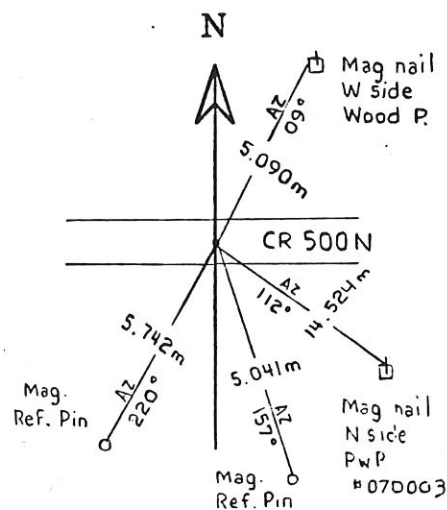 N
Mag nail
W side
Wood P.
AZ
09°
5.090m
CR 500N
AZ
112°
14.524m
5.742m
AZ
220°
5.041m
AZ
157°
Mag.
Ref. Pin
Mag nail
N side
PwP
#070003
Mag.
Ref. Pin